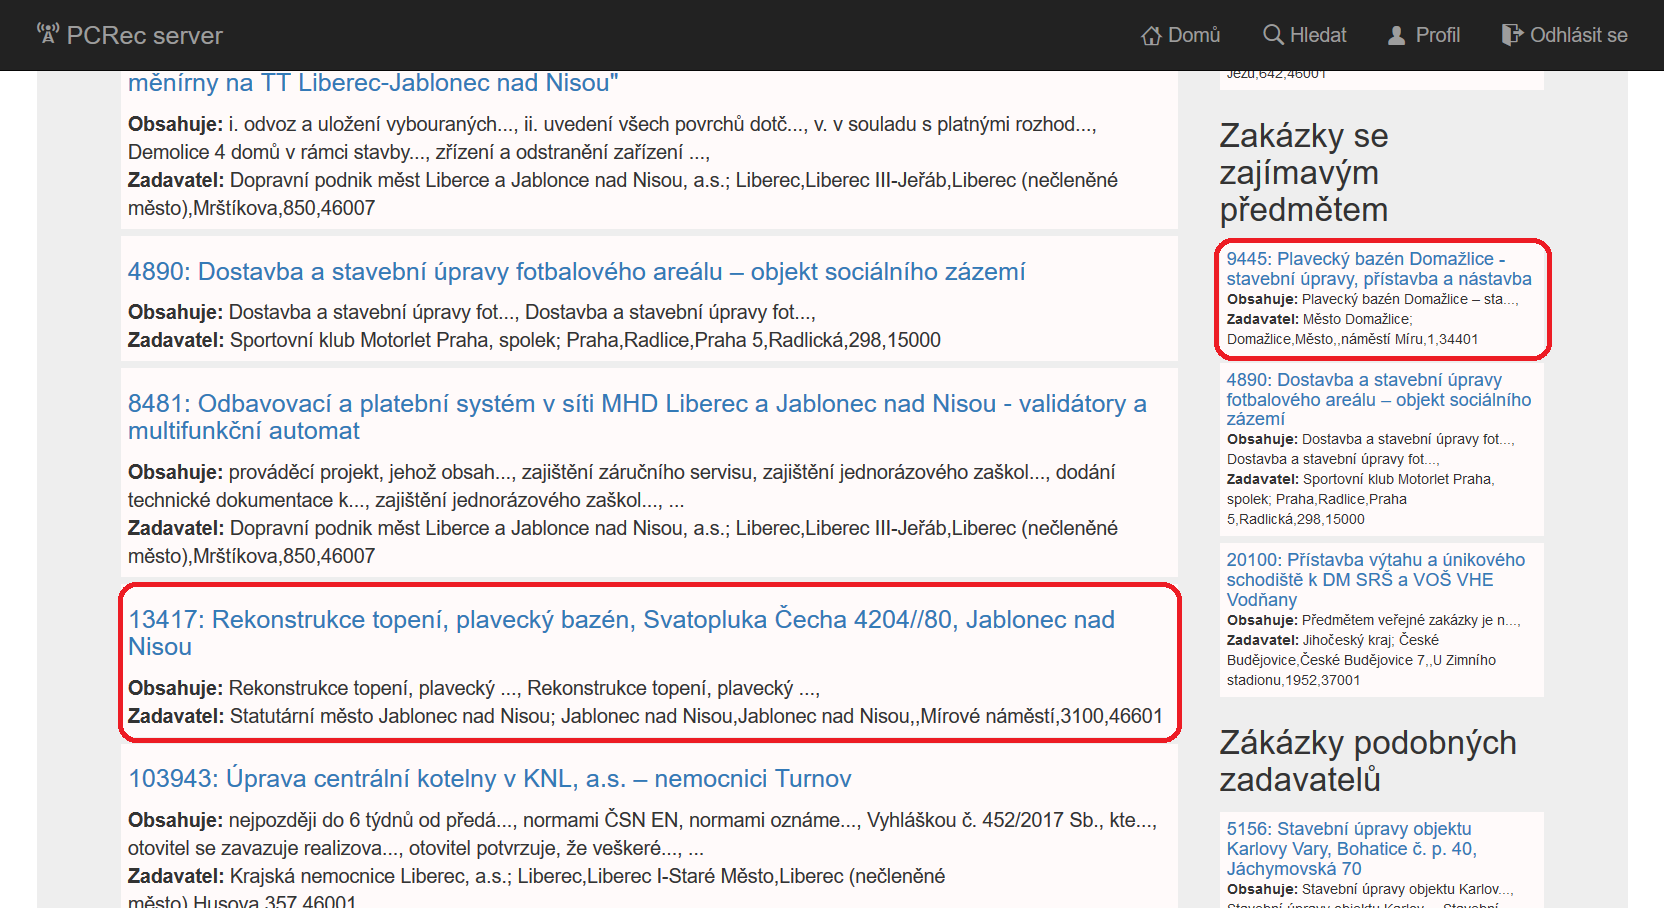 PCRec server
Domů
Hledat
Profil
Odhlásit se
měnírny na TT Liberec-Jablonec nad Nisou"
Obsahuje: i. odvoz a uložení vybouraných..., ii. uvedení všech povrchů dotč..., v. v souladu s platnými rozhod...,
Demolice 4 domů v rámci stavby..., zřízení a odstranění zařízení ...,
Zadavatel: Dopravní podnik měst Liberce a Jablonce nad Nisou, a.s.; Liberec,Liberec III-Jeřáb,Liberec (nečleněné
město),Mrštíkova,850,46007
4890: Dostavba a stavební úpravy fotbalového areálu – objekt sociálního zázemí
Obsahuje: Dostavba a stavební úpravy fot..., Dostavba a stavební úpravy fot...,
Zadavatel: Sportovní klub Motorlet Praha, spolek; Praha,Radlice,Praha 5,Radlická,298,15000
8481: Odbavovací a platební systém v síti MHD Liberec a Jablonec nad Nisou - validátory a
multifunkční automat
Obsahuje: prováděcí projekt, jehož obsah..., zajištění záručního servisu, zajištění jednorázového zaškol..., dodání
technické dokumentace k..., zajištění jednorázového zaškol..., ...
Zadavatel: Dopravní podnik měst Liberce a Jablonce nad Nisou, a.s.; Liberec,Liberec III-Jeřáb,Liberec (nečleněné
město),Mrštíkova,850,46007
13417: Rekonstrukce topení, plavecký bazén, Svatopluka Čecha 4204//80, Jablonec nad
Nisou
Obsahuje: Rekonstrukce topení, plavecký ..., Rekonstrukce topení, plavecký ...,
Zadavatel: Statutární město Jablonec nad Nisou; Jablonec nad Nisou,Jablonec nad Nisou,,Mírové náměstí,3100,46601
103943: Úprava centrální kotelny v KNL, a.s. – nemocnici Turnov
Obsahuje: nejpozději do 6 týdnů od předá..., normami ČSN EN, normami oznáme..., Vyhláškou č. 452/2017 Sb., kte...,
otovitel se zavazuje realizova..., otovitel potvrzuje, že veškeré..., ...
Zadavatel: Krajská nemocnice Liberec, a.s.; Liberec,Liberec I-Staré Město,Liberec (nečleněné
město),Husova,357,46001
Jezu,642,46001
Zakázky se
zajímavým
předmětem
9445: Plavecký bazén Domažlice -
stavební úpravy, přístavba a nástavba
Obsahuje: Plavecký bazén Domažlice – sta...,
Zadavatel: Město Domažlice;
Domažlice,Město,,náměstí Míru,1,34401
4890: Dostavba a stavební úpravy
fotbalového areálu – objekt sociálního
zázemí
Obsahuje: Dostavba a stavební úpravy fot...,
Dostavba a stavební úpravy fot...,
Zadavatel: Sportovní klub Motorlet Praha,
spolek; Praha,Radlice,Praha
5,Radlická,298,15000
20100: Přístavba výtahu a únikového
schodiště k DM SRŠ a VOŠ VHE
Vodňany
Obsahuje: Předmětem veřejné zakázky je n...,
Zadavatel: Jihočeský kraj; České
Budějovice,České Budějovice 7,,U Zimního
stadionu,1952,37001
Zákázky podobných
zadavatelů
5156: Stavební úpravy objektu
Karlovy Vary, Bohatice č. p. 40,
Jáchymovská 70
Obsahuje: Stavební úpravy objektu Karlov...,
Stavební úpravy objektu Karlov..., Stavební